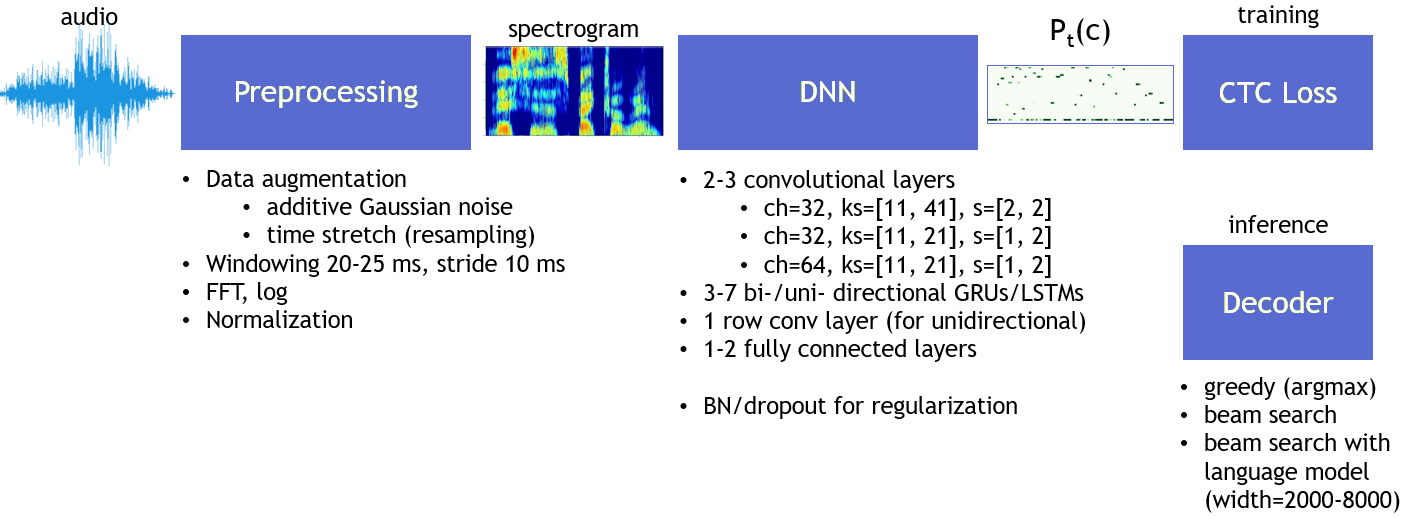 audio
Preprocessing
• Data augmentation
• additive Gaussian noise
• time stretch (resampling)
• Windowing 20-25 ms, stride 10 ms
• FFT, log
• Normalization
spectrogram
DNN
• 2-3 convolutional layers
• ch=32, ks=[11, 41], s=[2, 2]
• ch=32, ks=[11, 21], s=[1, 2]
• ch=64, ks=[11, 21], s=[1, 2]
• 3-7 bi-/uni- directional GRUs/LSTMs
• 1 row conv layer (for unidirectional)
• 1-2 fully connected layers
• BN/dropout for regularization
Pt(c)
training
CTC Loss
inference
Decoder
• greedy (argmax)
• beam search
• beam search with
language model
(width=2000-8000)